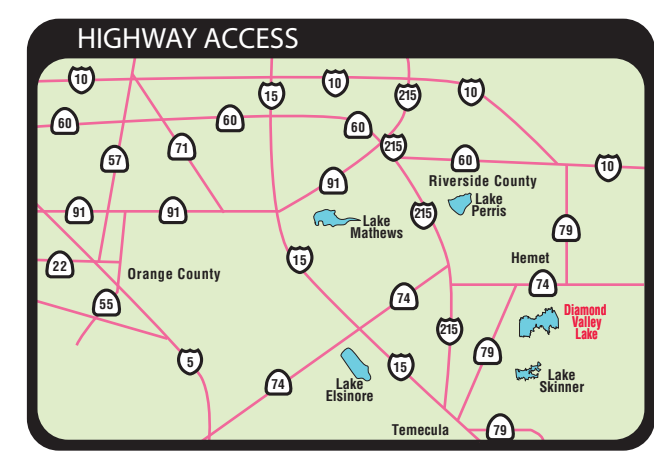 HIGHWAY ACCESS
10
10
15
215
10
60
60
60
71
57
215
60
10
91
Riverside County
Lake
Perris
91
91
215
Lake
Mathews
79
15
Hemet
22
Orange County
74
74
55
Diamond
Valley
Lake
215
79
5
15
74
Lake
Elsinore
Lake
Skinner
Temecula
79